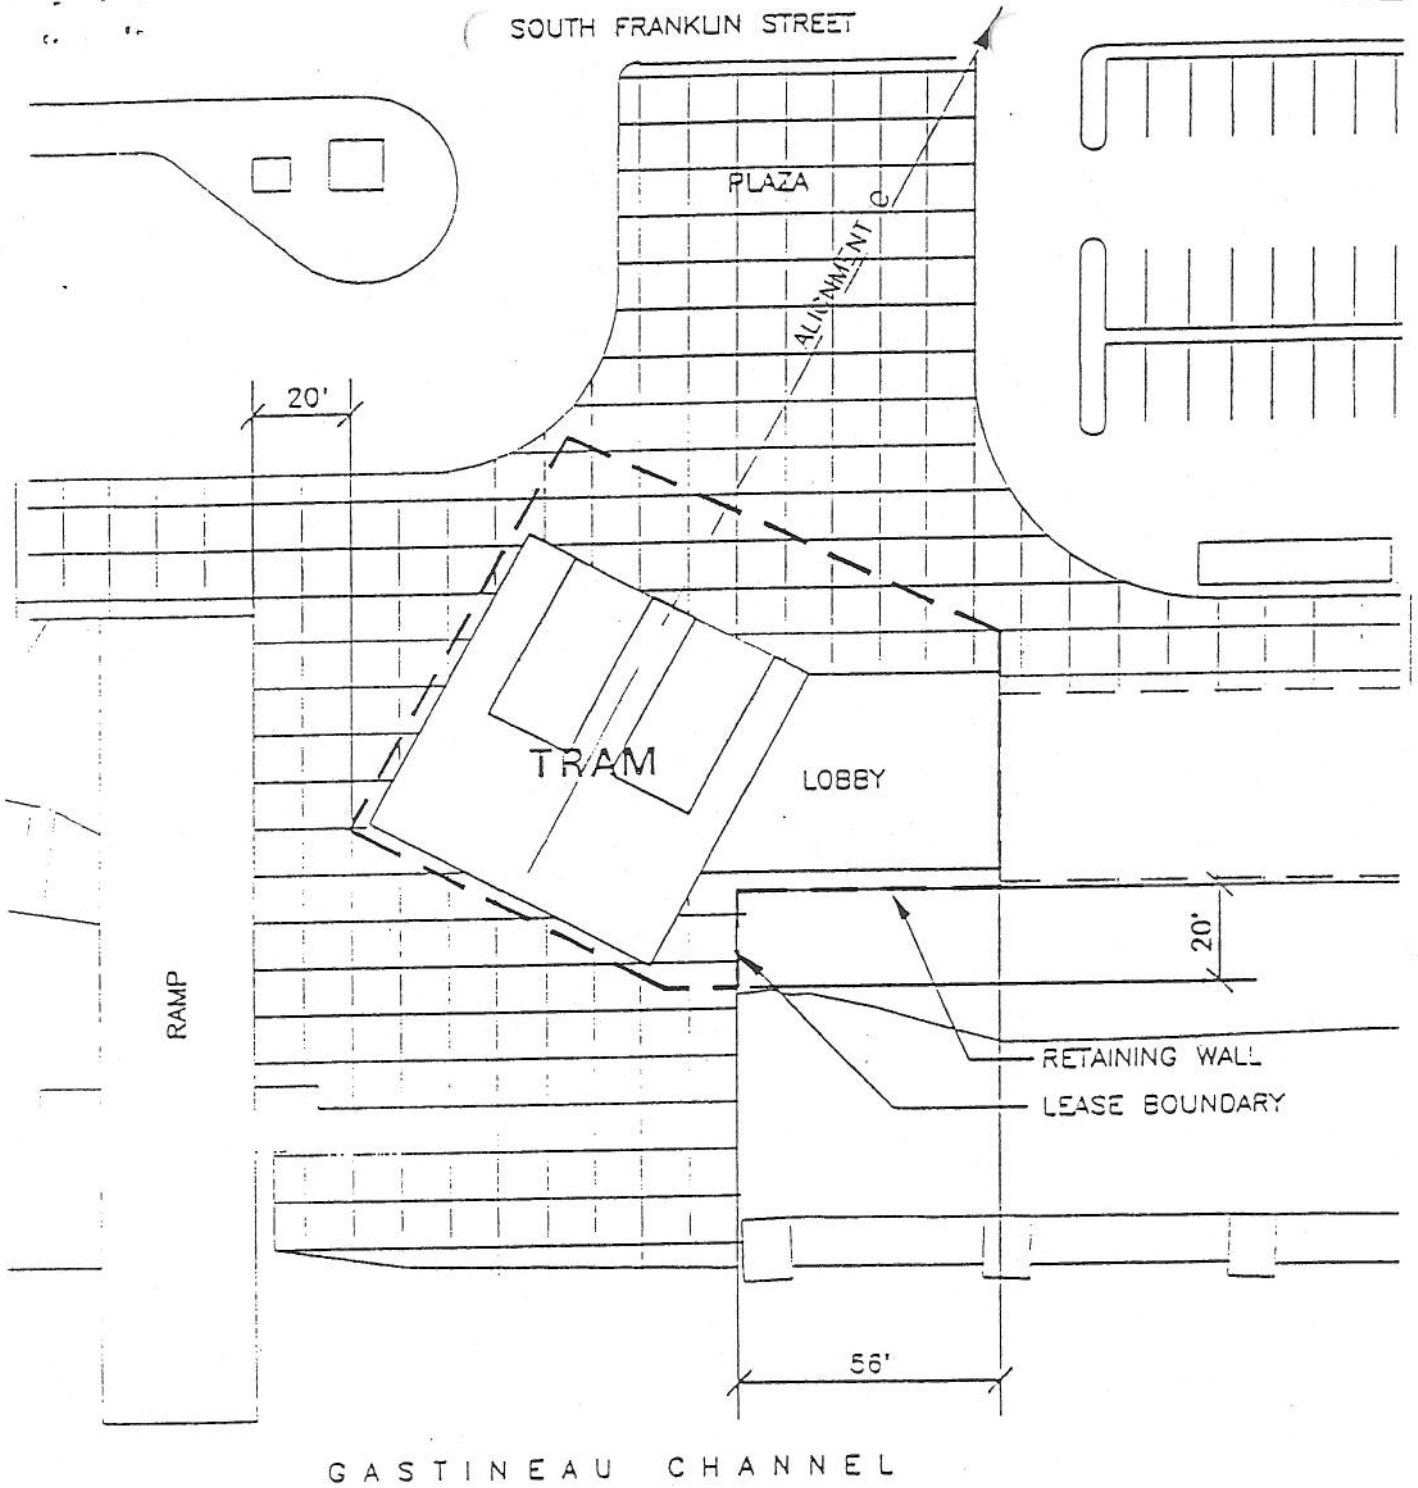 SOUTH FRANKLIN STREET
PLAZA
ALIGNMENT
20'
TRAM
LOBBY
20'
RAMP
RETAINING WALL
LEASE BOUNDARY
56'
GASTINEAU CHANNEL